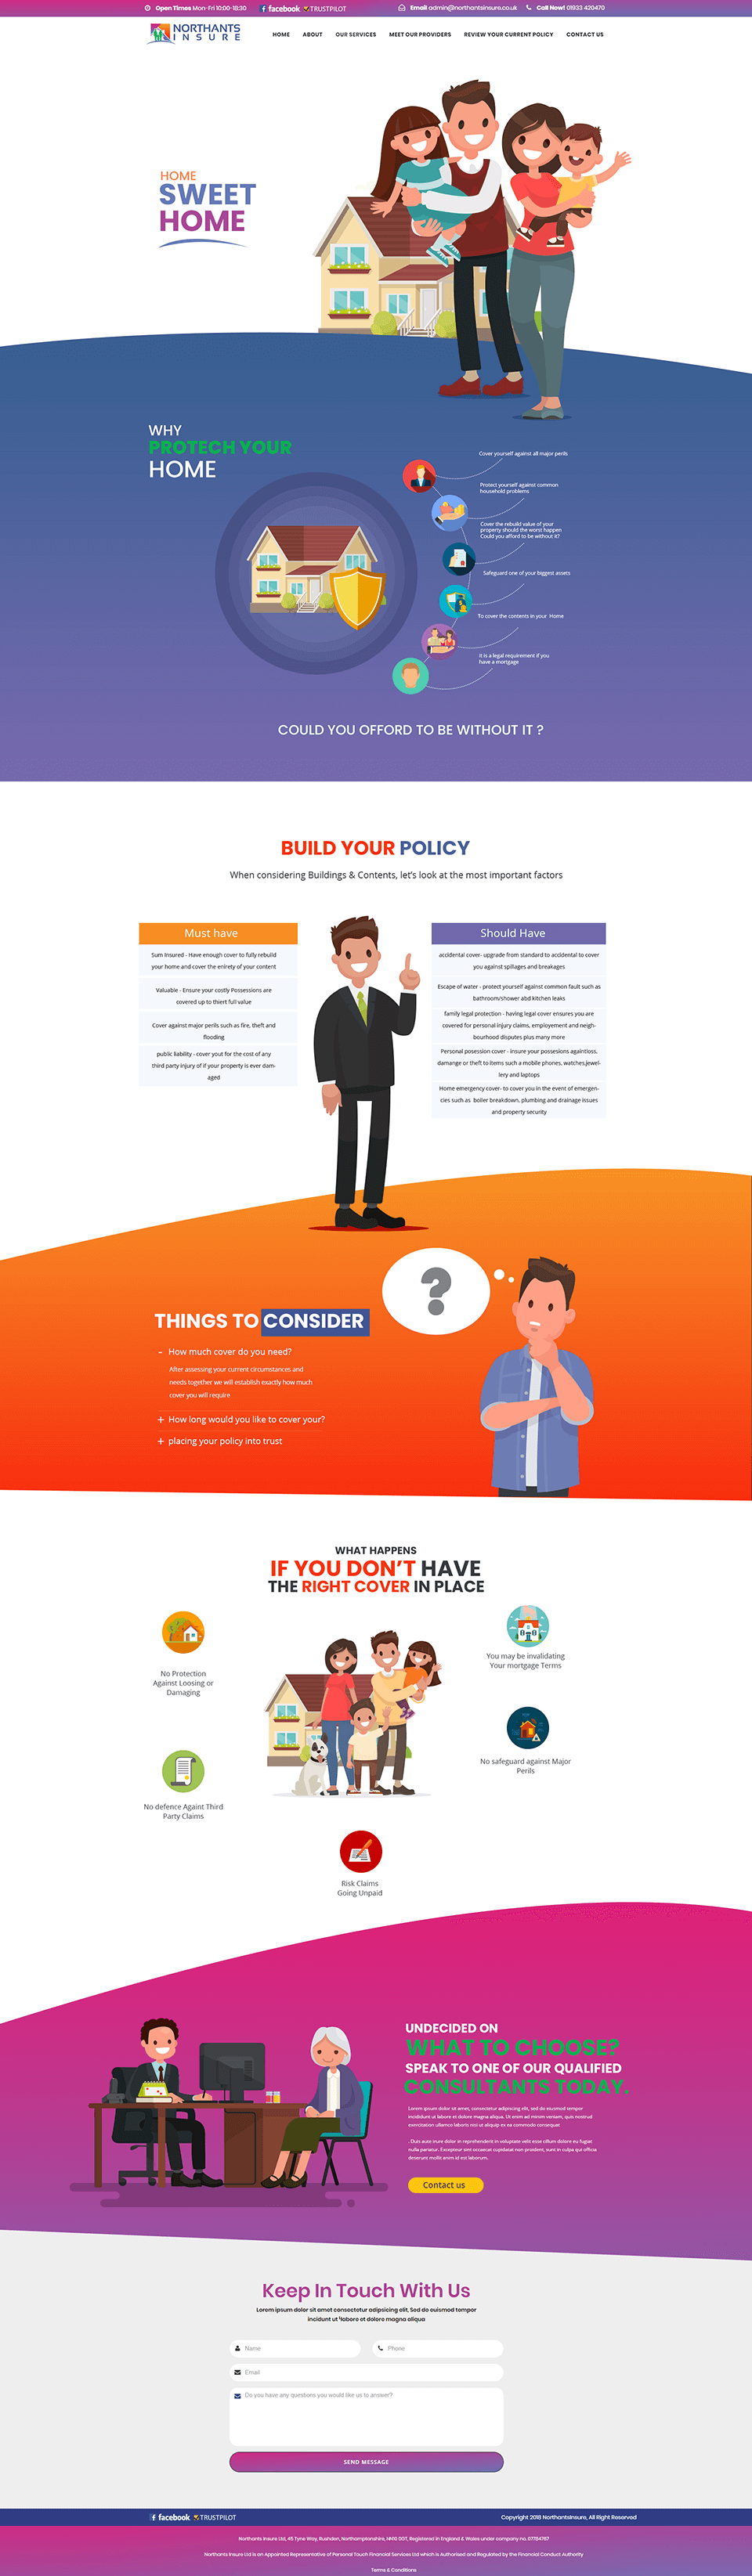 Open Times Mon-Fri 10:00-18:30 facebook TRUSTPILOT Email admin@northantsinsure.co.uk Call Now! 01933 420470
NORTHANTS
INSURE
HOME ABOUT OUR SERVICES MEET OUR PROVIDERS REVIEW YOUR CURRENT POLICY CONTACT US
HOME
SWEET
HOME
WHY
PROTECH YOUR
HOME
Cover yourself against all major perils
Protect yourself against common
household problems
Cover the rebuild value of your
property should the worst happen
Could you afford to be without it?
Safeguard one of your biggest assets
To cover the contents in your Home
It is a legal requirement if you
have a mortgage
COULD YOU OFFORD TO BE WITHOUT IT ?
BUILD YOUR POLICY
When considering Buildings & Contents, let's look at the most important factors
Must have
Sum Insured - Have enough cover to fully rebuild
your home and cover the enirety of your content
Valuable - Ensure your costly Possessions are
covered up to thiert full value
Cover against major perils such as fire, theft and
flooding
public liability - cover yout for the cost of any
third party injury of if your property is ever dam-
aged
Should Have
accidental cover- upgrade from standard to accidental to cover
you against spillages and breakages
Escape of water - protect yourself against common fault such as
bathroom/shower abd kitchen leaks
family legal protection - having legal cover ensures you are
covered for personal injury claims, employement and neigh-
bourhood disputes plus many more
Personal posession cover - insure your possesions againtloss,
damange or theft to items such a mobile phones, watches,jewel-
lery and laptops
Home emergency cover- to cover you in the event of emergen-
cies such as boiler breakdown, plumbing and drainage issues
and property security
?
THINGS TO CONSIDER
- How much cover do you need?
After assessing your current circumstances and
needs together we will establish exactly how much
cover you will require
+ How long would you like to cover your?
+ placing your policy into trust
WHAT HAPPENS
IF YOU DON'T HAVE
THE RIGHT COVER IN PLACE
No Protection
Against Loosing or
Damaging
You may be invalidating
Your mortgage Terms
No safeguard against Major
Perils
No defence Againt Third
Party Claims
Risk Claims
Going Unpaid
UNDECIDED ON
WHAT TO CHOOSE?
SPEAK TO ONE OF OUR QUALIFIED
CONSULTANTS TODAY.
Lorem ipsum dolor sit amet, consectetur adipiscing elit, sed do eiusmod tempor
incididunt ut labore et dolore magna aliqua. Ut enim ad minim veniam, quis nostrud
exercitation ullamco laboris nisi ut aliquip ex ea commodo consequat
. Duis aute irure dolor in reprehenderit in voluptate velit esse cillum dolore eu fugiat
nulla pariatur. Excepteur sint occaecat cupidatat non proident, sunt in culpa qui officia
deserunt mollit anim id est laborum.
Contact us
Keep In Touch With Us
Lorem ipsum dolor sit amet consectetur adipisicing elit, Sed do euismod tempor
incidunt ut labore et dolore magna aliqua
Name Phone
Email
Do you have any questions you would like us to answer?
SEND MESSAGE
facebook TRUSTPILOT Copyright 2018 NorthantsInsure, All Right Reserved
Northants Insure Ltd, 45 Tyne Way, Rushden, Northamptonshire, NN10 0GT, Registered in England & Wales under company no. 07784767
Northants Insure Ltd is an Appointed Representative of Personal Touch Financial Services Ltd which is Authorised and Regulated by the Financial Conduct Authority
Terms & Conditions